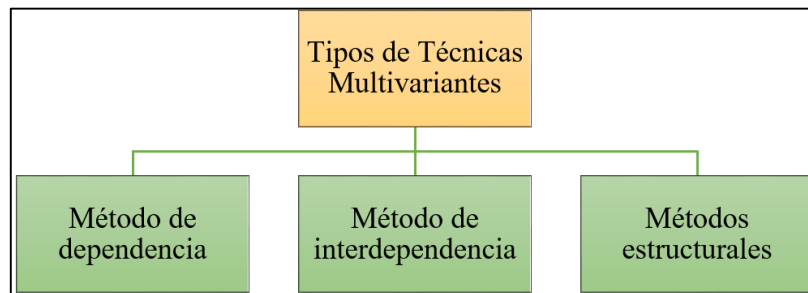 Tipos de Técnicas
Multivariantes
Método de
dependencia
Método de
interdependencia
Métodos
estructurales